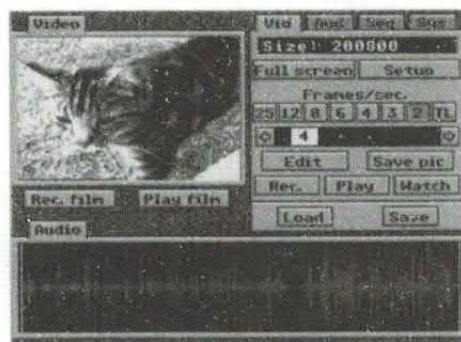 Video
Vid Aud Seq Sys
Size: 200800
Full screen Setup
Frames/sec.
25 12 8 6 4 3 2 TL
4
Edit Save pic
Rec. film Play film
Rec. Play Watch
Load Save
Audio